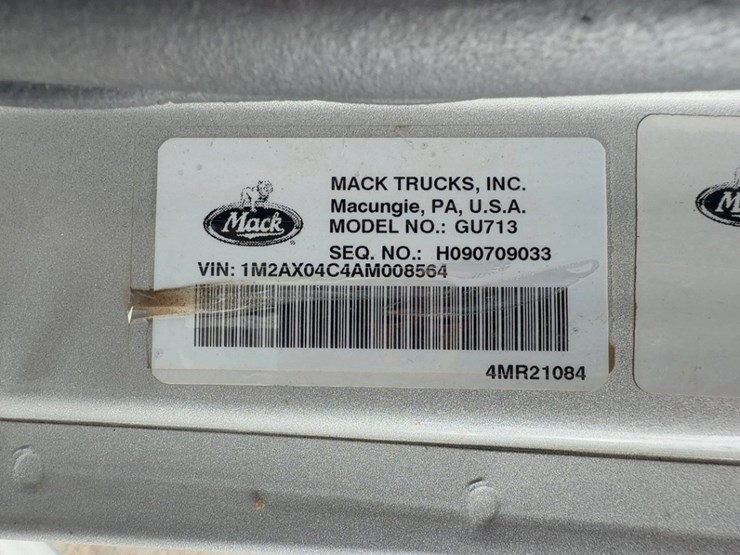 Mack
MACK TRUCKS, INC.
Macungie, PA, U.S.A.
MODEL NO.: GU713
SEQ. NO.: H090709033
VIN: 1M2AX04C4AM008564
4MR21084
M